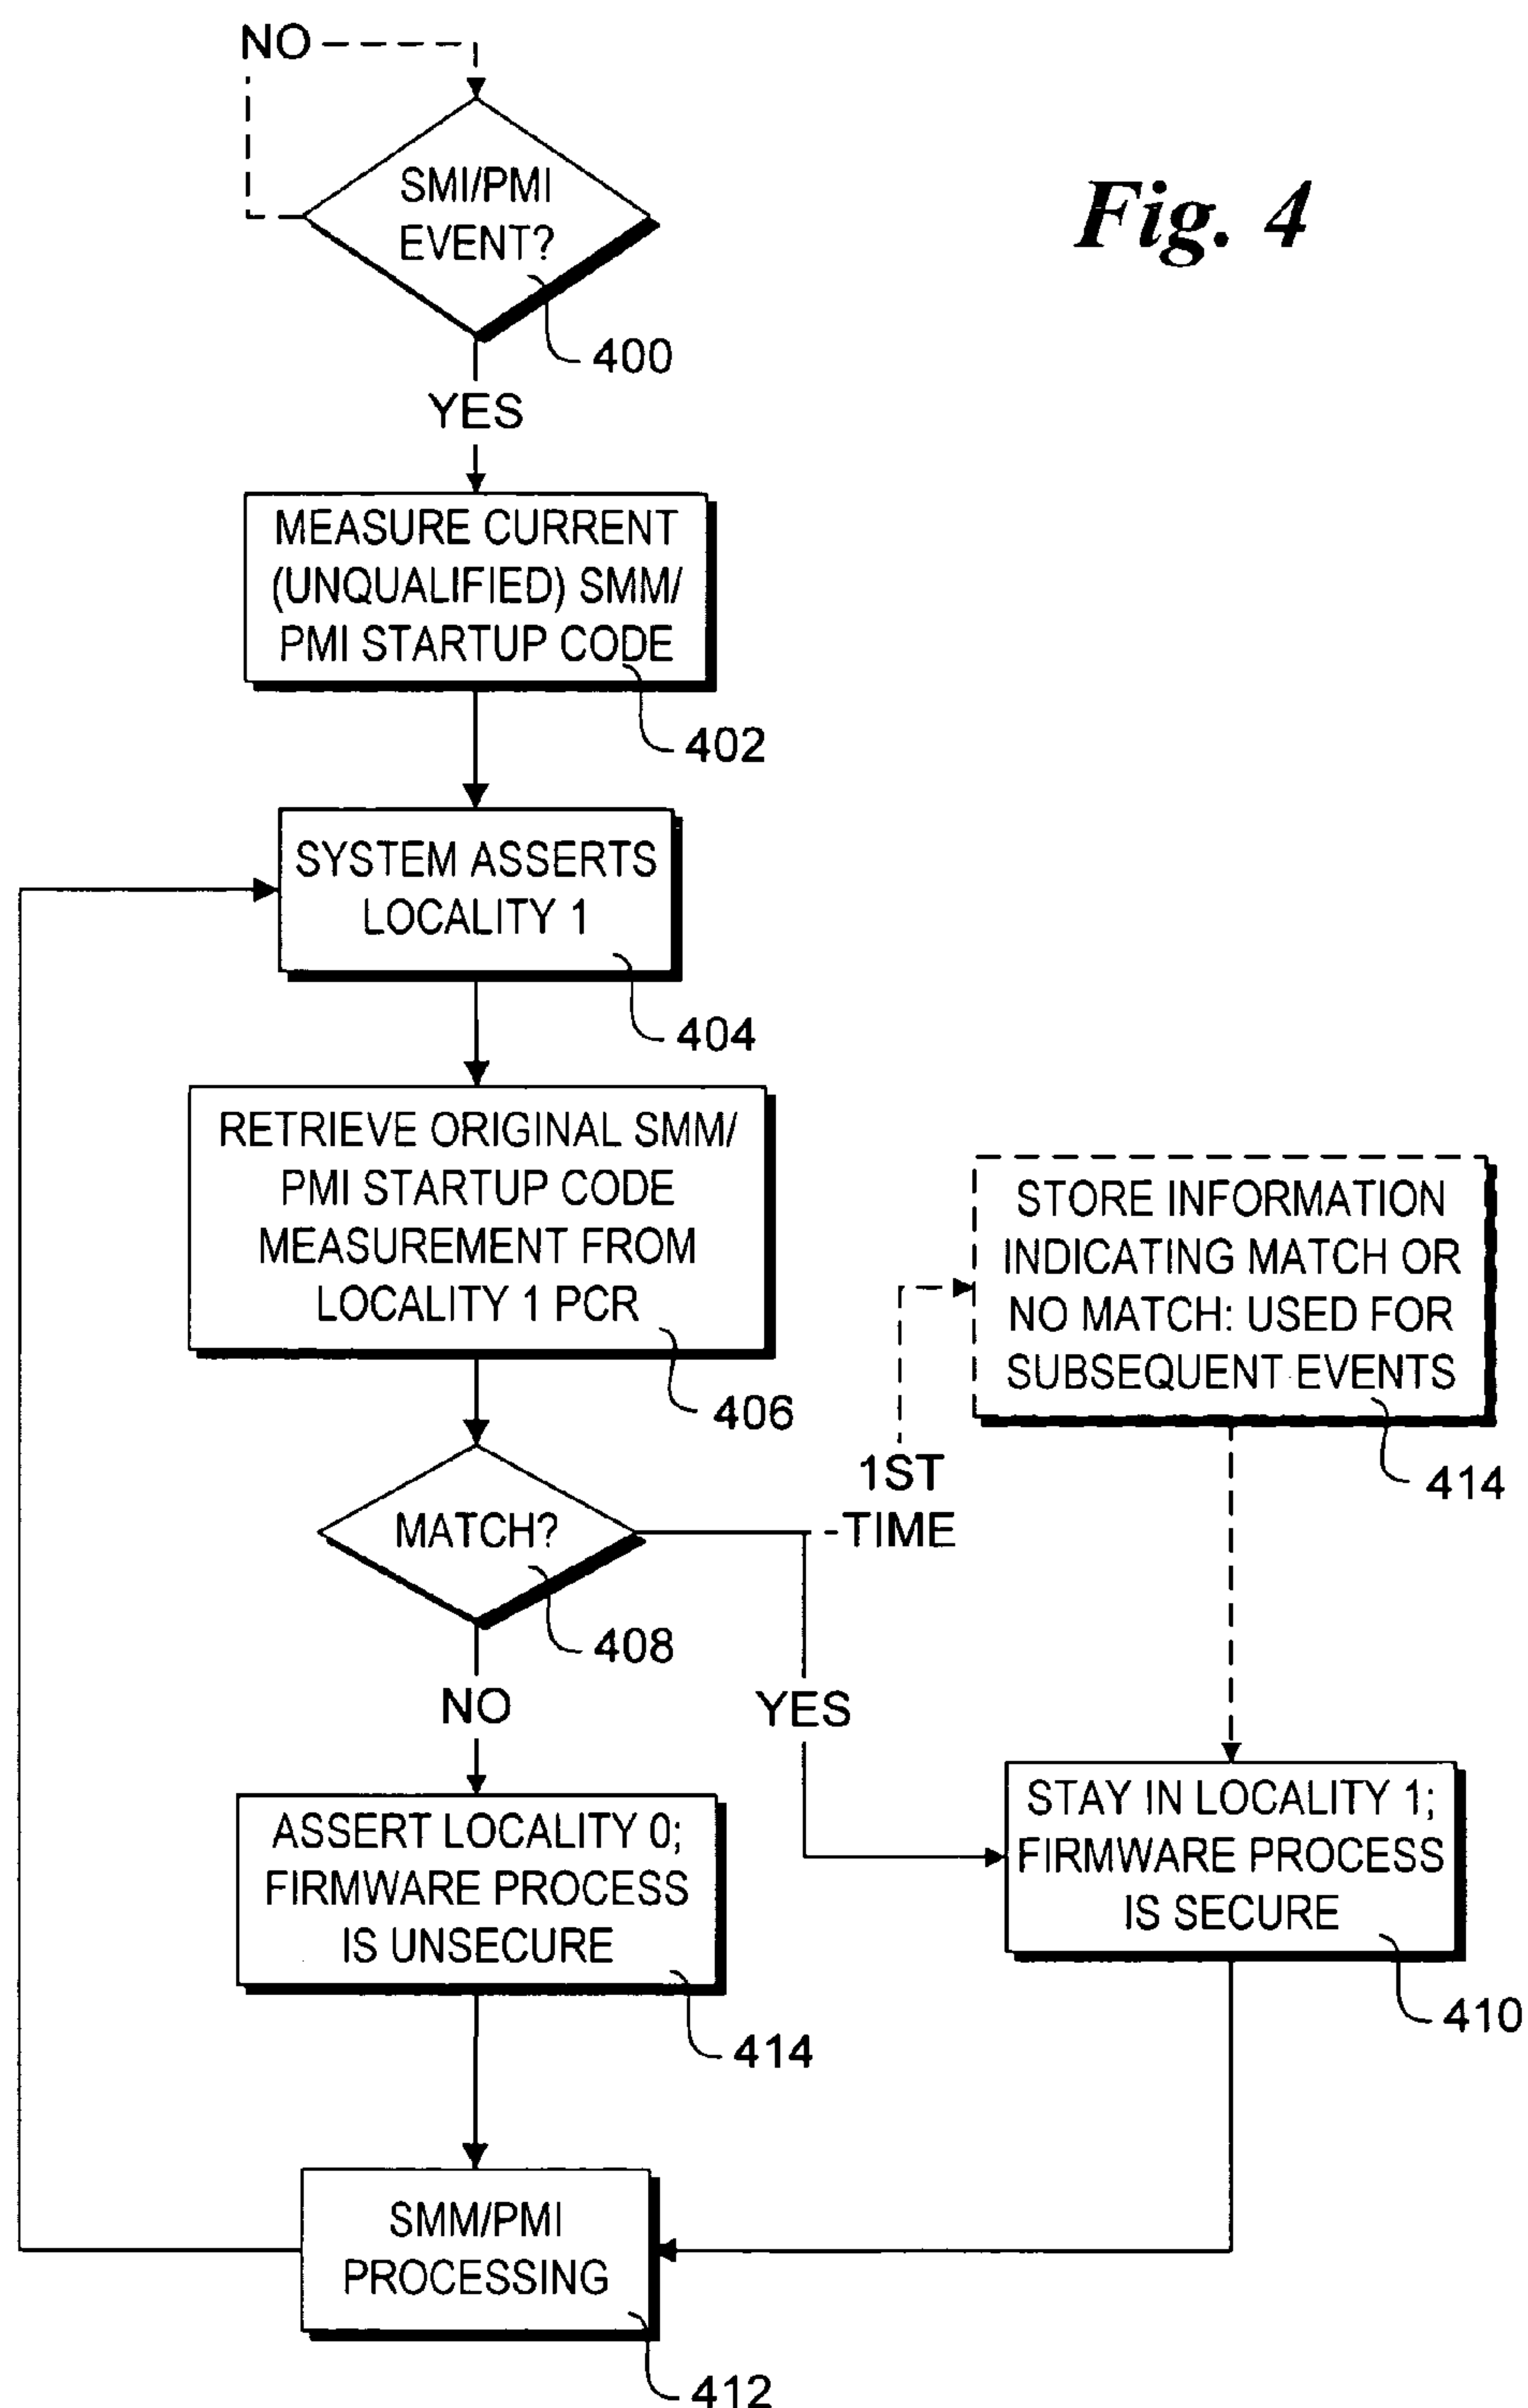 NO
Fig. 4
SMI/PMI
EVENT?
400
YES
MEASURE CURRENT
(UNQUALIFIED) SMM/
PMI STARTUP CODE
402
SYSTEM ASSERTS
LOCALITY 1
404
RETRIEVE ORIGINAL SMM/
PMI STARTUP CODE
MEASUREMENT FROM
LOCALITY 1 PCR
406
STORE INFORMATION
INDICATING MATCH OR
NO MATCH: USED FOR
SUBSEQUENT EVENTS
414
1ST
TIME
MATCH?
408
NO
YES
ASSERT LOCALITY 0;
FIRMWARE PROCESS
IS UNSECURE
414
STAY IN LOCALITY 1;
FIRMWARE PROCESS
IS SECURE
410
SMM/PMI
PROCESSING
412